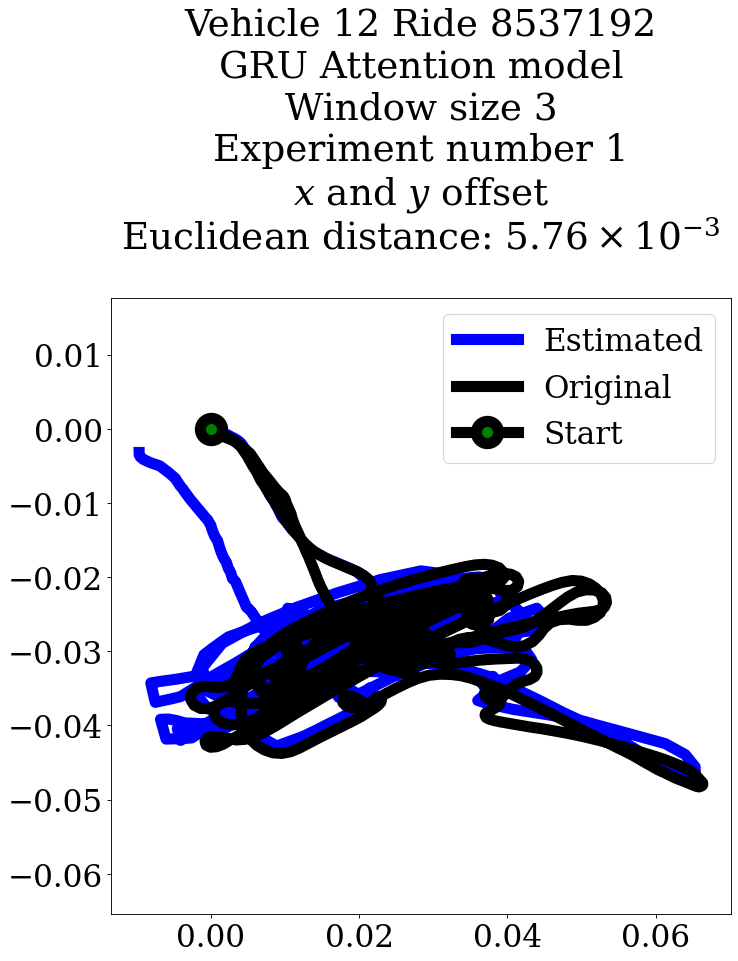 Vehicle 12 Ride 8537192
GRU Attention model
Window size 3
Experiment number 1
x and y offset
Euclidean distance: 5.76 × 10⁻³
Estimated
Original
Start
0.01
0.00
−0.01
−0.02
−0.03
−0.04
−0.05
−0.06
0.00 0.02 0.04 0.06